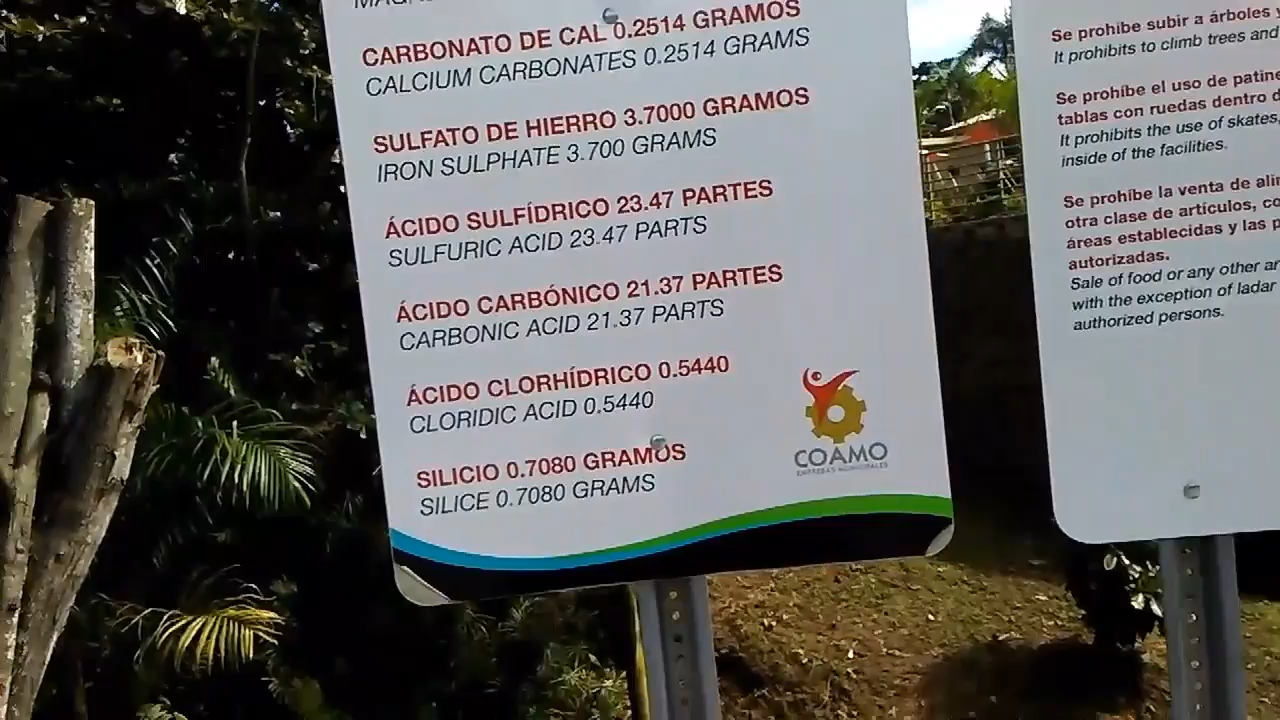 CARBONATO DE CAL 0.2514 GRAMOS
CALCIUM CARBONATES 0.2514 GRAMS
SULFATO DE HIERRO 3.7000 GRAMOS
IRON SULPHATE 3.700 GRAMS
ÁCIDO SULFÍDRICO 23.47 PARTES
SULFURIC ACID 23.47 PARTS
ÁCIDO CARBÓNICO 21.37 PARTES
CARBONIC ACID 21.37 PARTS
ÁCIDO CLORHÍDRICO 0.5440
CLORIDIC ACID 0.5440
SILICIO 0.7080 GRAMOS
SILICE 0.7080 GRAMS
COAMO
EMPRESAS MUNICIPALES
Se prohíbe subir a árboles y
It prohibits to climb trees and
Se prohíbe el uso de patine
tablas con ruedas dentro d
It prohibits the use of skates,
inside of the facilities.
Se prohíbe la venta de alim
otra clase de artículos, co
áreas establecidas y las p
autorizadas.
Sale of food or any other ar
with the exception of ladar
authorized persons.